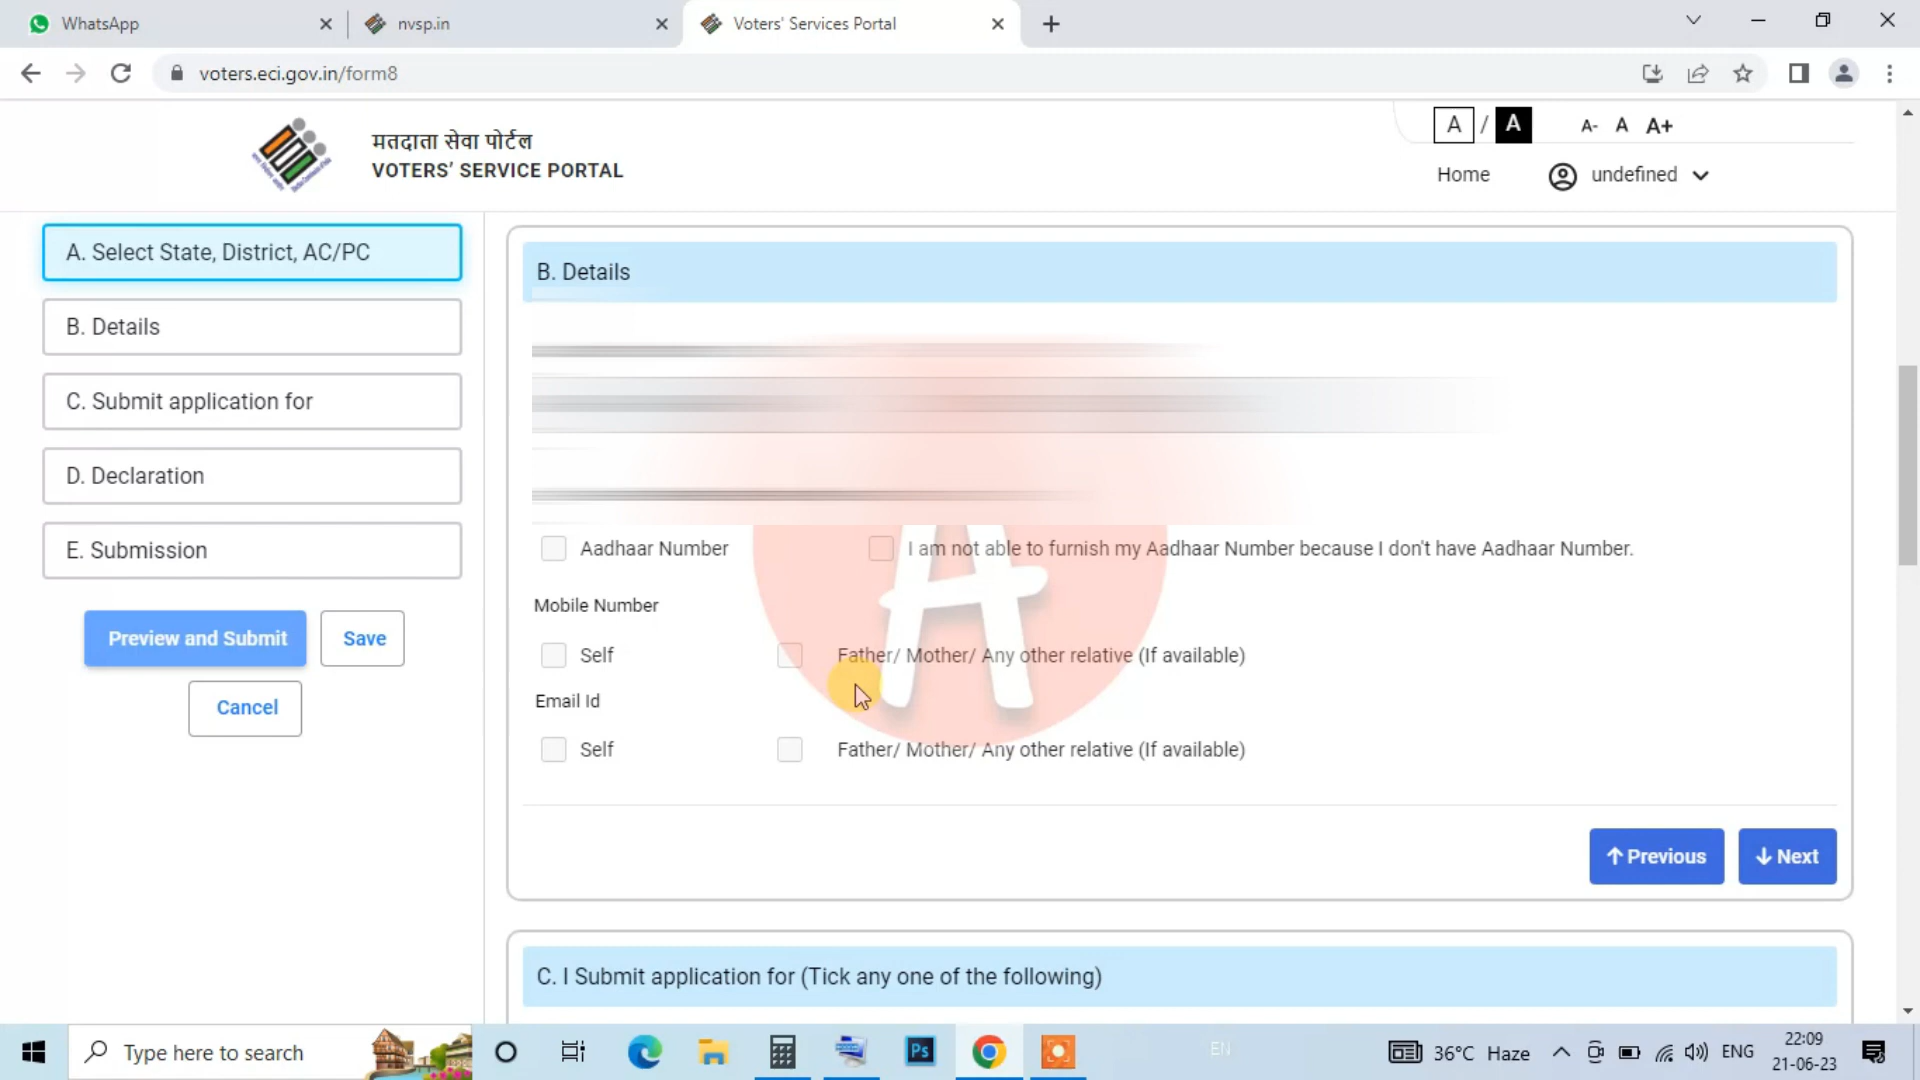 WhatsApp
nvsp.in
Voters' Services Portal
voters.eci.gov.in/form8
मतदाता सेवा पोर्टल
VOTERS’ SERVICE PORTAL
A / A A- A A+
Home undefined
A. Select State, District, AC/PC
B. Details
C. Submit application for
D. Declaration
E. Submission
Preview and Submit
Save
Cancel
B. Details
Aadhaar Number
I am not able to furnish my Aadhaar Number because I don't have Aadhaar Number.
Mobile Number
Self
Father/ Mother/ Any other relative (If available)
Email Id
Self
Father/ Mother/ Any other relative (If available)
Previous
Next
C. I Submit application for (Tick any one of the following)
Type here to search
Ps
EN
36°C Haze
ENG
22:09
21-06-23